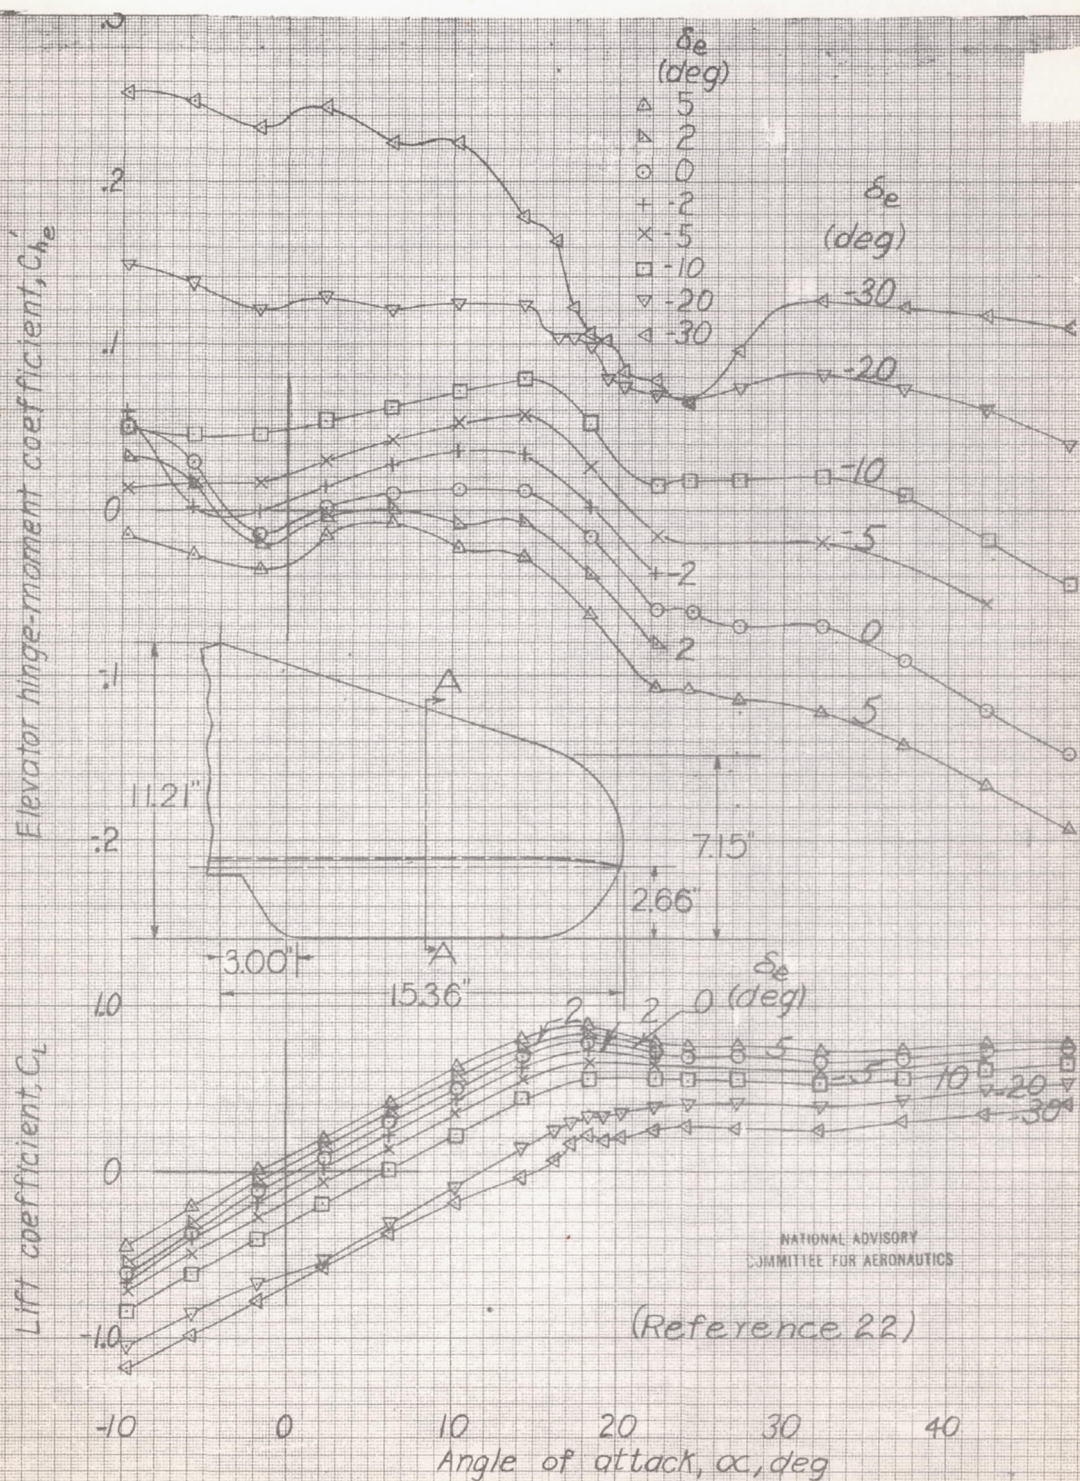 .3
δe
(deg)
5
2
0
-2
-5
-10
-20
-30
.2
δe
(deg)
-30
.1
-20
-10
0
-5
-2
0
2
-.1
A
5
11.21"
-.2
7.15"
2.66"
3.00"
A
15.36"
Elevator hinge-moment coefficient, C'he
δe
(deg)
1.0
-2
2
0
5
-5
10
-20
-30
0
NATIONAL ADVISORY
COMMITTEE FOR AERONAUTICS
(Reference 22)
-1.0
Lift coefficient, CL
-10 0 10 20 30 40
Angle of attack, α, deg